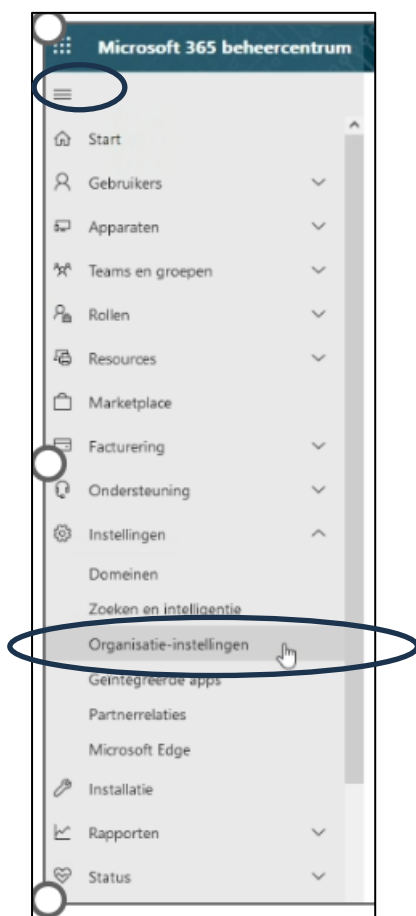 Microsoft 365 beheercentrum
Start
Gebruikers
Apparaten
Teams en groepen
Rollen
Resources
Marketplace
Facturering
Ondersteuning
Instellingen
Domeinen
Zoeken en intelligentie
Organisatie-instellingen
Geïntegreerde apps
Partnerrelaties
Microsoft Edge
Installatie
Rapporten
Status